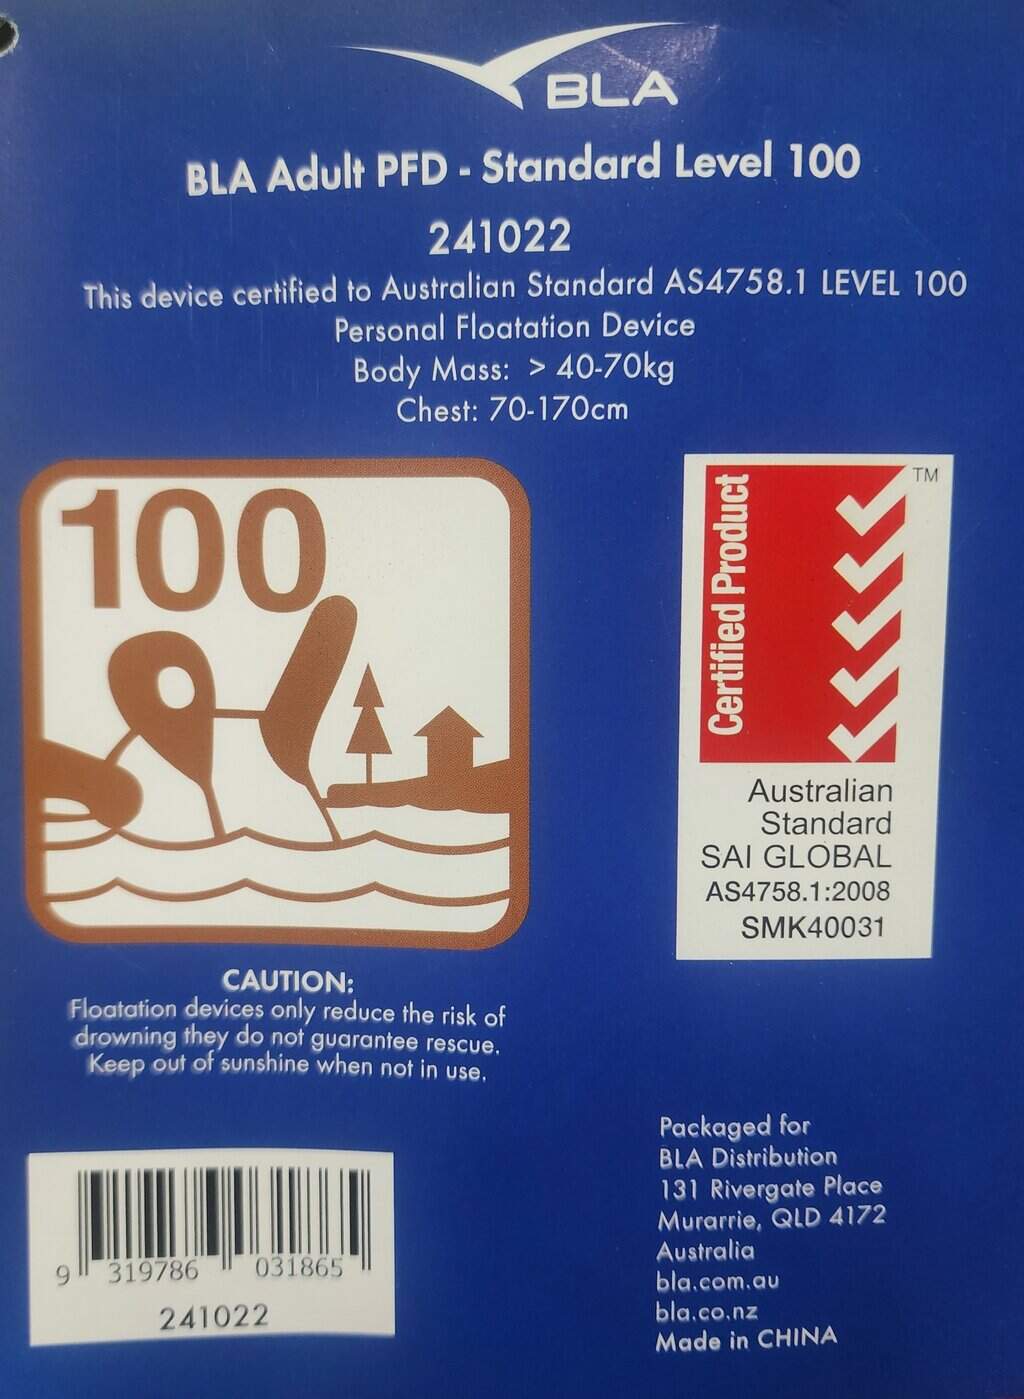 BLA
BLA Adult PFD - Standard Level 100
241022
This device certified to Australian Standard AS4758.1 LEVEL 100
Personal Floatation Device
Body Mass: > 40-70kg
Chest: 70-170cm
100
Certified Product
TM
Australian
Standard
SAI GLOBAL
AS4758.1:2008
SMK40031
CAUTION:
Floatation devices only reduce the risk of
drowning they do not guarantee rescue.
Keep out of sunshine when not in use.
9 319786 031865
241022
Packaged for
BLA Distribution
131 Rivergate Place
Murarrie, QLD 4172
Australia
bla.com.au
bla.co.nz
Made in CHINA